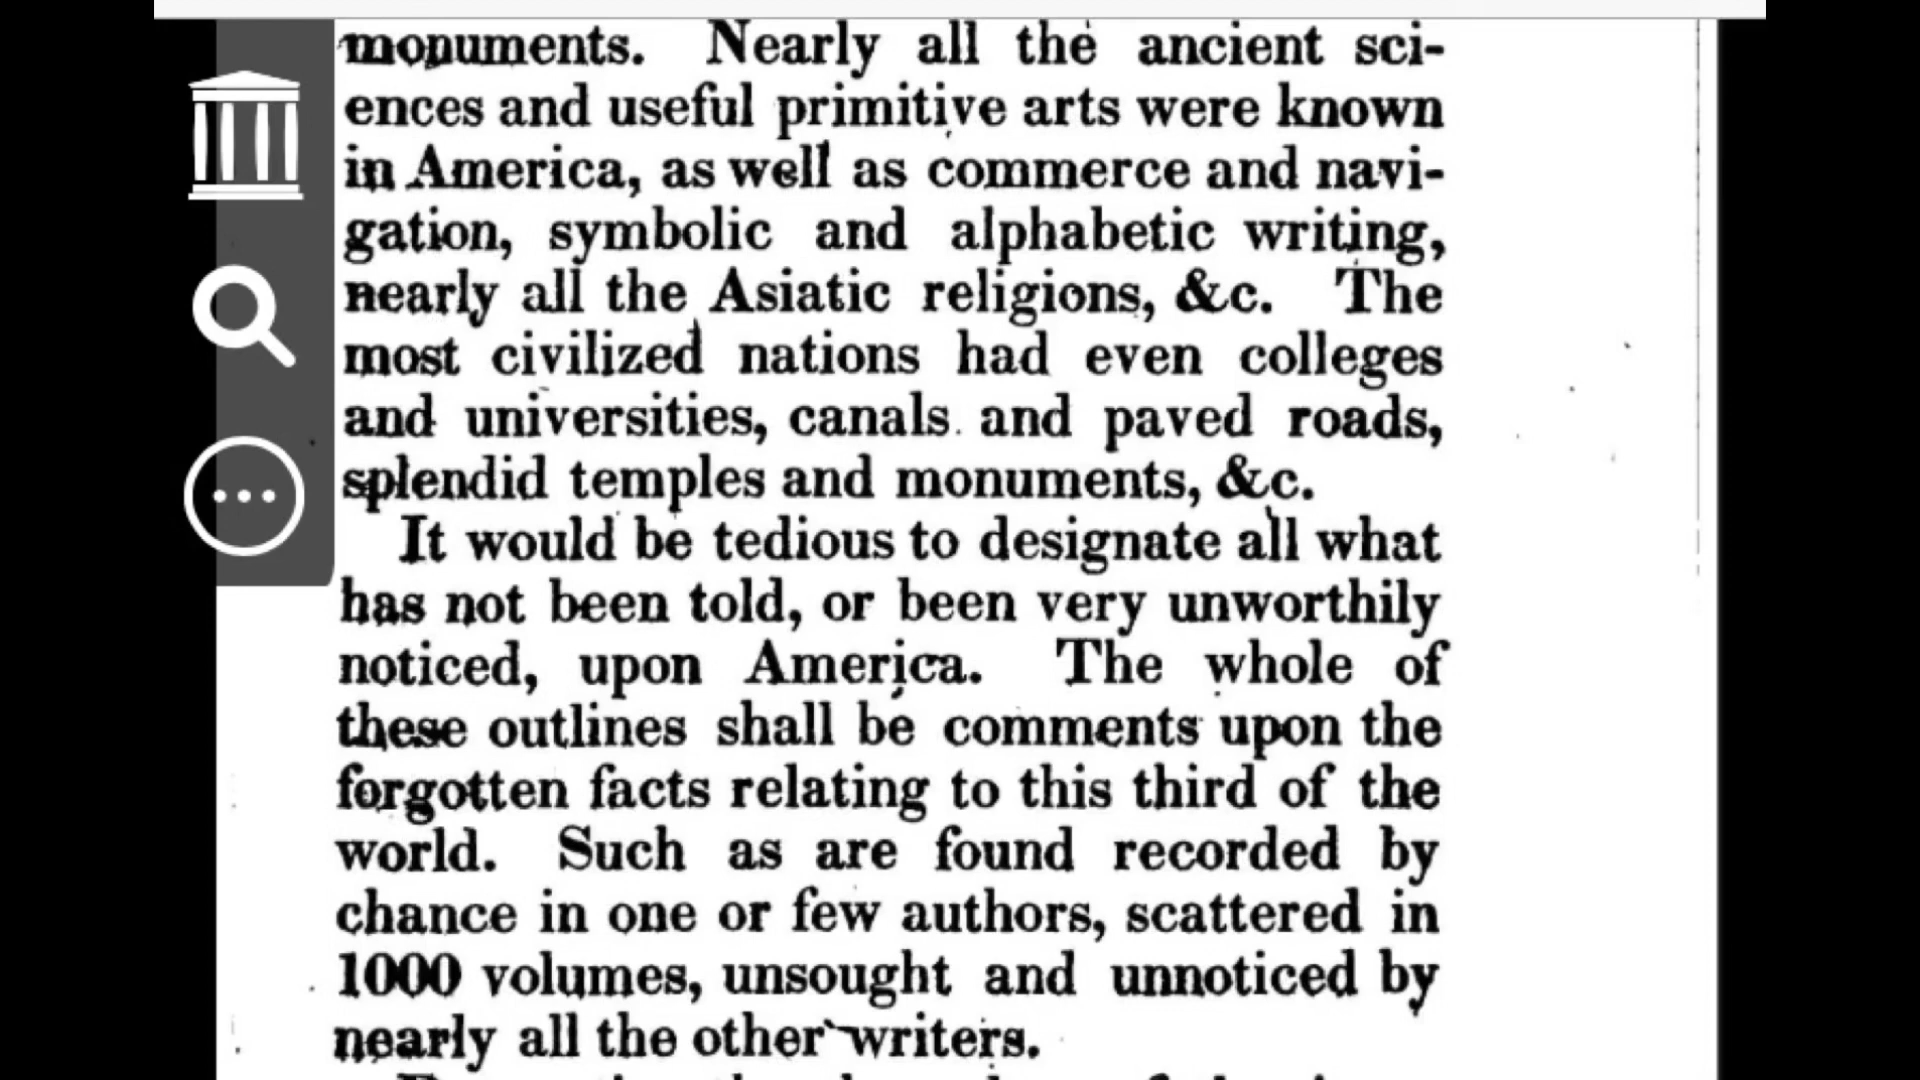 monuments. Nearly all the ancient sci-
ences and useful primitive arts were known
in America, as well as commerce and navi-
gation, symbolic and alphabetic writing,
nearly all the Asiatic religions, &c. The
most civilized nations had even colleges
and universities, canals and paved roads,
splendid temples and monuments, &c.
It would be tedious to designate all what
has not been told, or been very unworthily
noticed, upon America. The whole of
these outlines shall be comments upon the
forgotten facts relating to this third of the
world. Such as are found recorded by
chance in one or few authors, scattered in
1000 volumes, unsought and unnoticed by
nearly all the other writers.